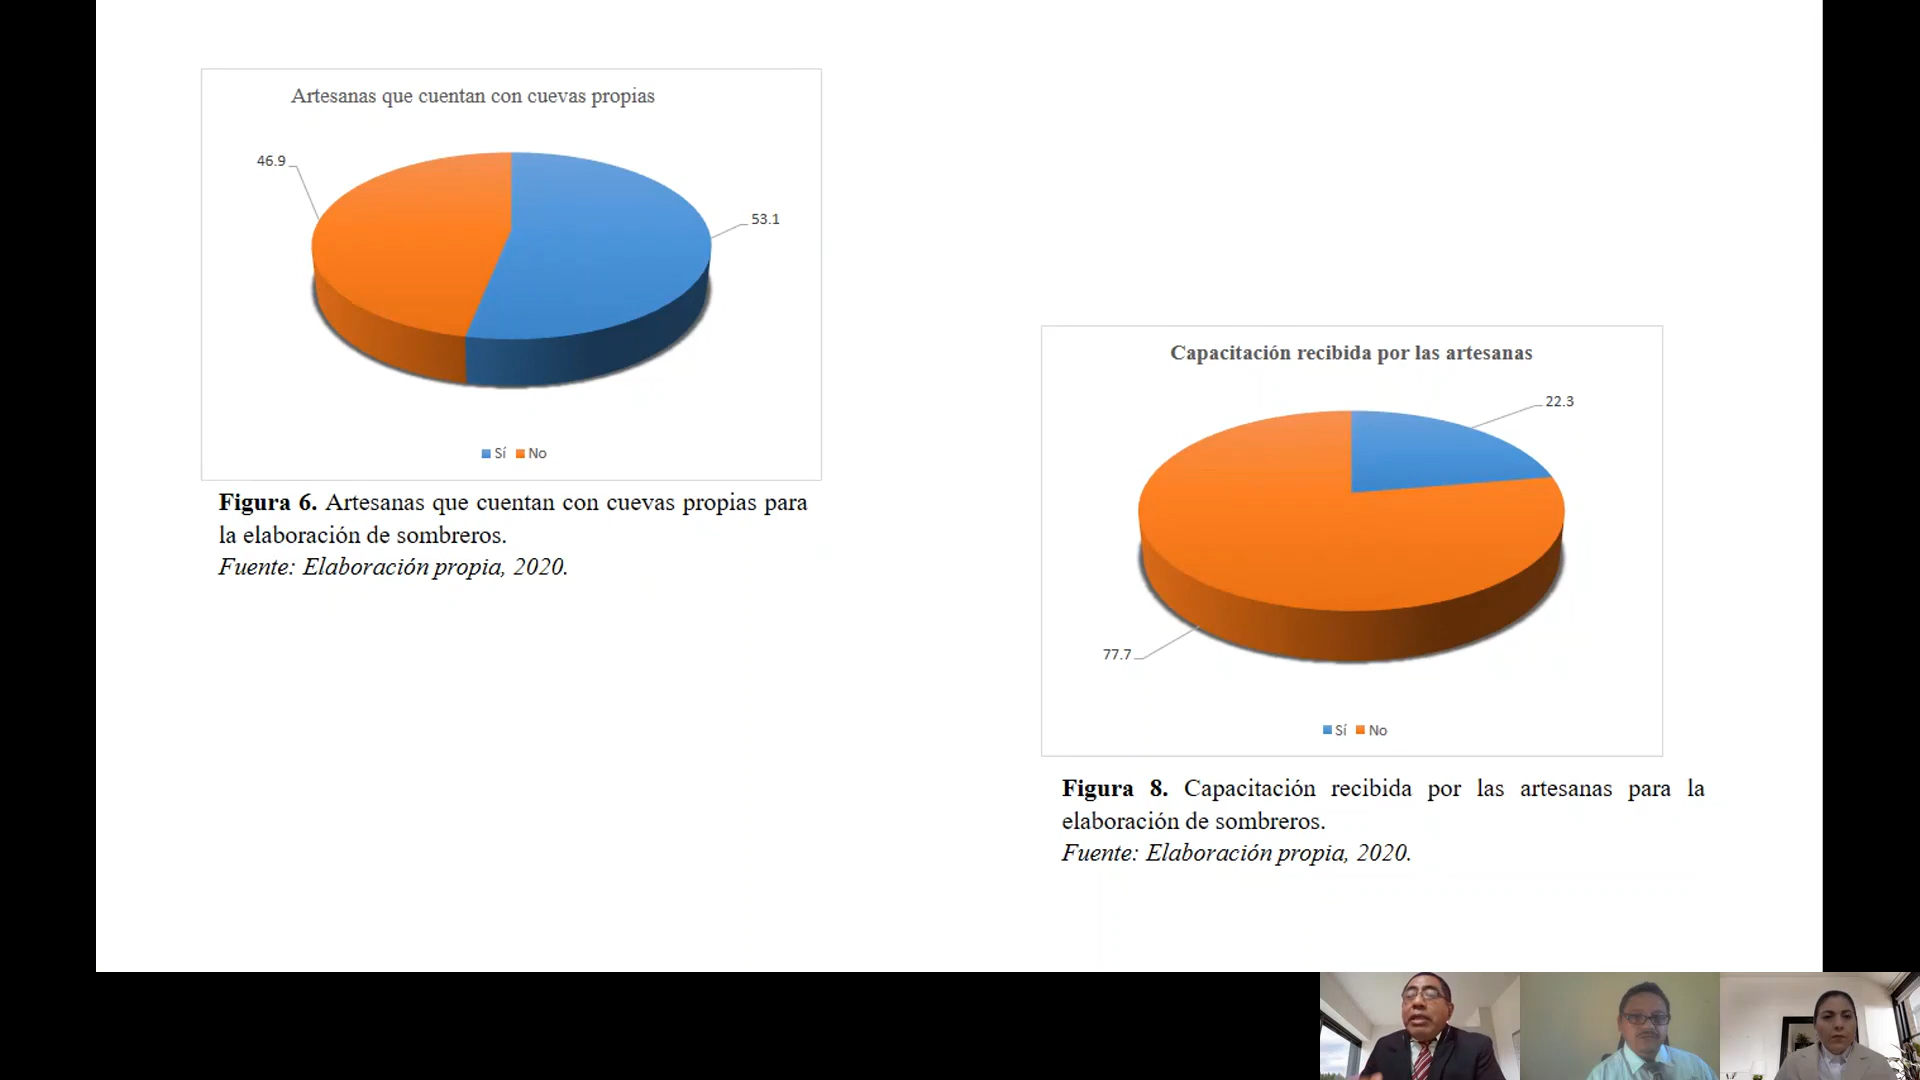 Artesanas que cuentan con cuevas propias
46.9
53.1
Sí No
Figura 6. Artesanas que cuentan con cuevas propias para
la elaboración de sombreros.
Fuente: Elaboración propia, 2020.
Capacitación recibida por las artesanas
22.3
77.7
Sí No
Figura 8. Capacitación recibida por las artesanas para la
elaboración de sombreros.
Fuente: Elaboración propia, 2020.